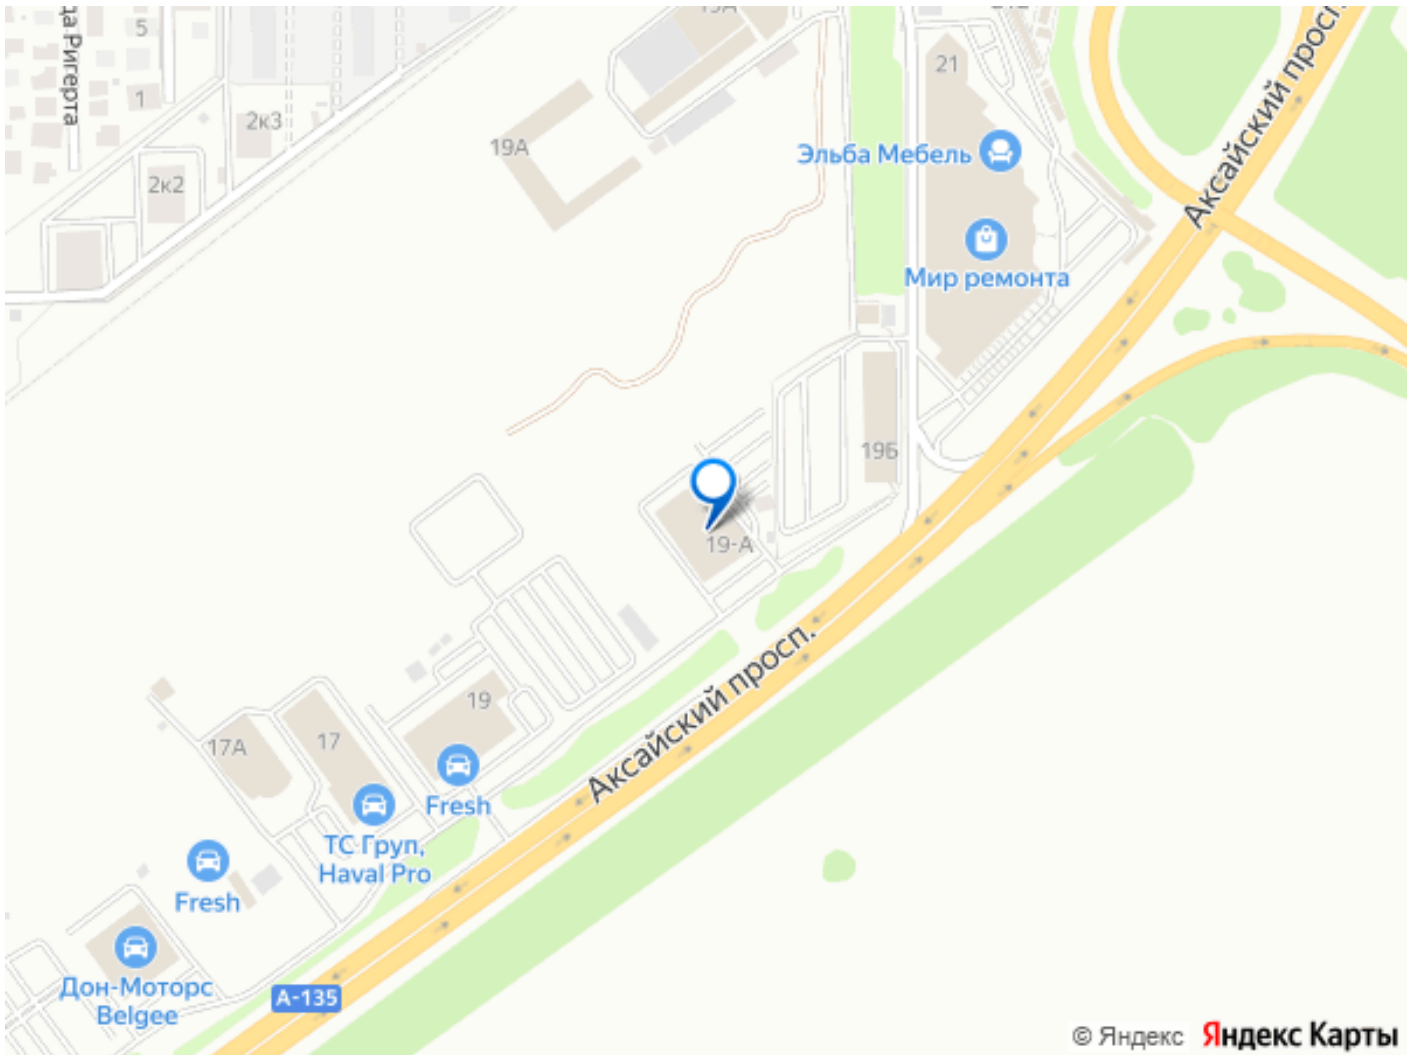 да Ригерта
5
1
2к3
2к2
19А
21
Эльба Мебель
Мир ремонта
Аксайский просп.
19Б
19-А
Аксайский просп.
19
17
17А
Fresh
ТС Груп,
Haval Pro
Fresh
Дон-Моторс
Belgee
А-135
© Яндекс Яндекс Карты